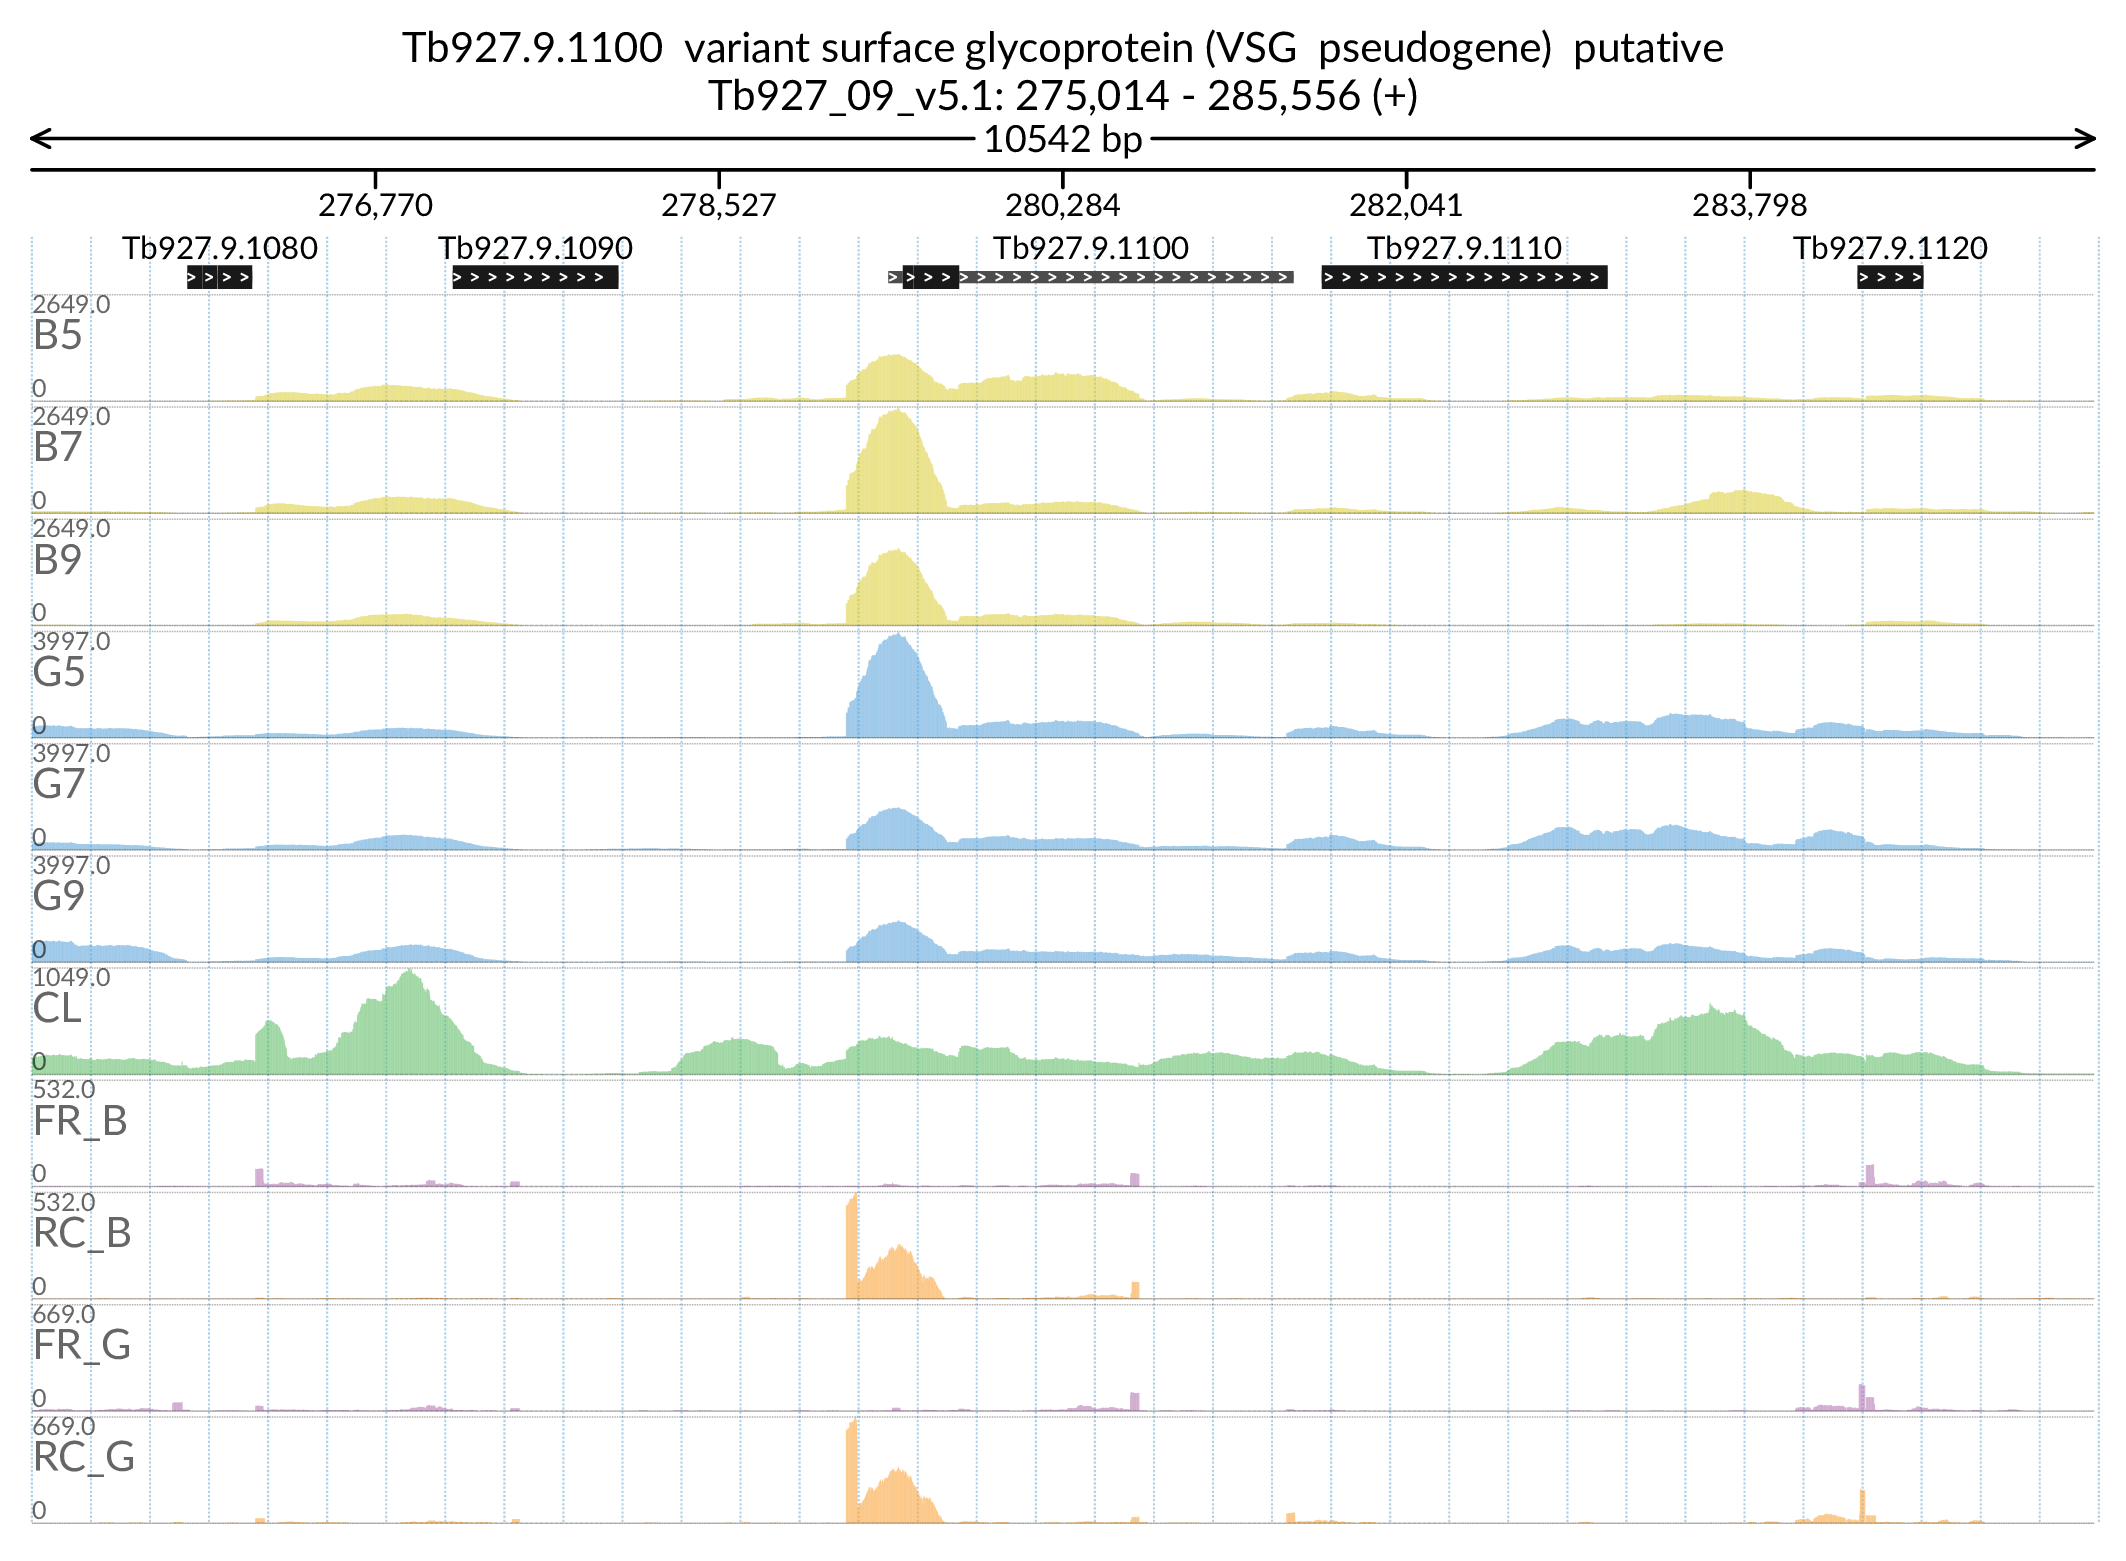 Tb927.9.1100 variant surface glycoprotein (VSG pseudogene) putative
Tb927_09_v5.1: 275,014 - 285,556 (+)
10542 bp
276,770 278,527 280,284 282,041 283,798
Tb927.9.1080 Tb927.9.1090 Tb927.9.1100 Tb927.9.1110 Tb927.9.1120
2649.0
B5
0
2649.0
B7
0
2649.0
B9
0
3997.0
G5
0
3997.0
G7
0
3997.0
G9
0
1049.0
CL
0
532.0
FR_B
0
532.0
RC_B
0
669.0
FR_G
0
669.0
RC_G
0